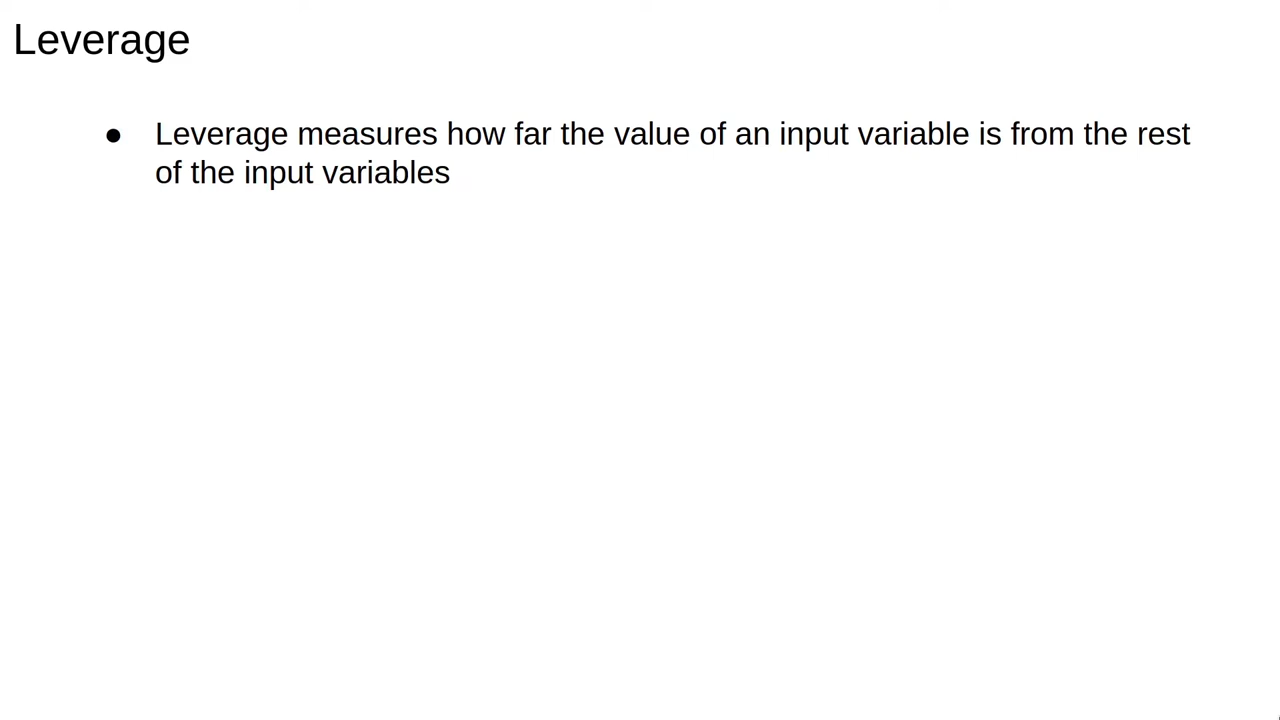 Leverage
● Leverage measures how far the value of an input variable is from the rest
of the input variables